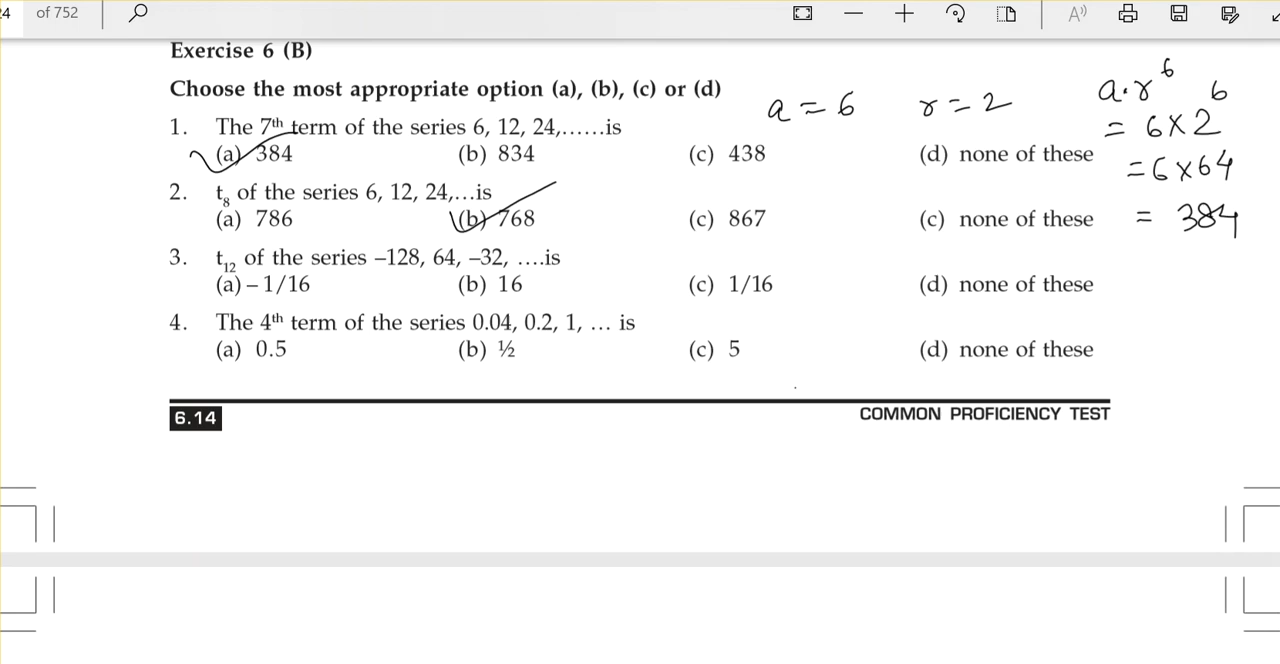 24 of 752
Exercise 6 (B)
Choose the most appropriate option (a), (b), (c) or (d)
a = 6 r = 2 a.r⁶
1. The 7th term of the series 6, 12, 24,......is
= 6×2⁶
(a) 384 (b) 834 (c) 438 (d) none of these
= 6×64
2. t₈ of the series 6, 12, 24,...is
(a) 786 (b) 768 (c) 867 (c) none of these
= 384
3. t₁₂ of the series –128, 64, –32, ....is
(a) – 1/16 (b) 16 (c) 1/16 (d) none of these
4. The 4th term of the series 0.04, 0.2, 1, ... is
(a) 0.5 (b) ½ (c) 5 (d) none of these
6.14 COMMON PROFICIENCY TEST